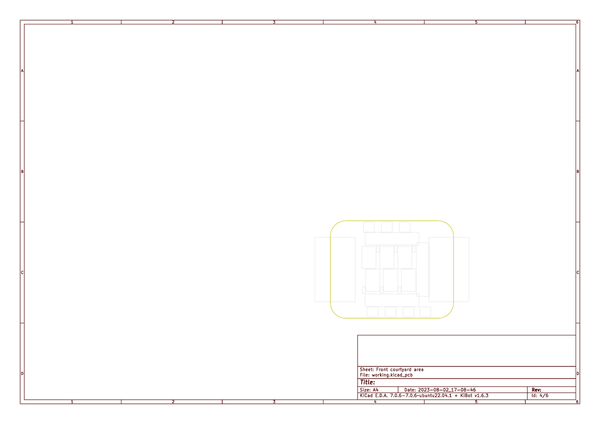 1 2 3 4 5 6
A A
B B
C C
D D
Sheet: Front courtyard area
File: working.kicad_pcb
Title:
Size: A4 Date: 2023-08-02_17-08-46 Rev:
KiCad E.D.A. 7.0.6-7.0.6~ubuntu22.04.1 + KiBot v1.6.3 Id: 4/6
1 2 3 4 5 6